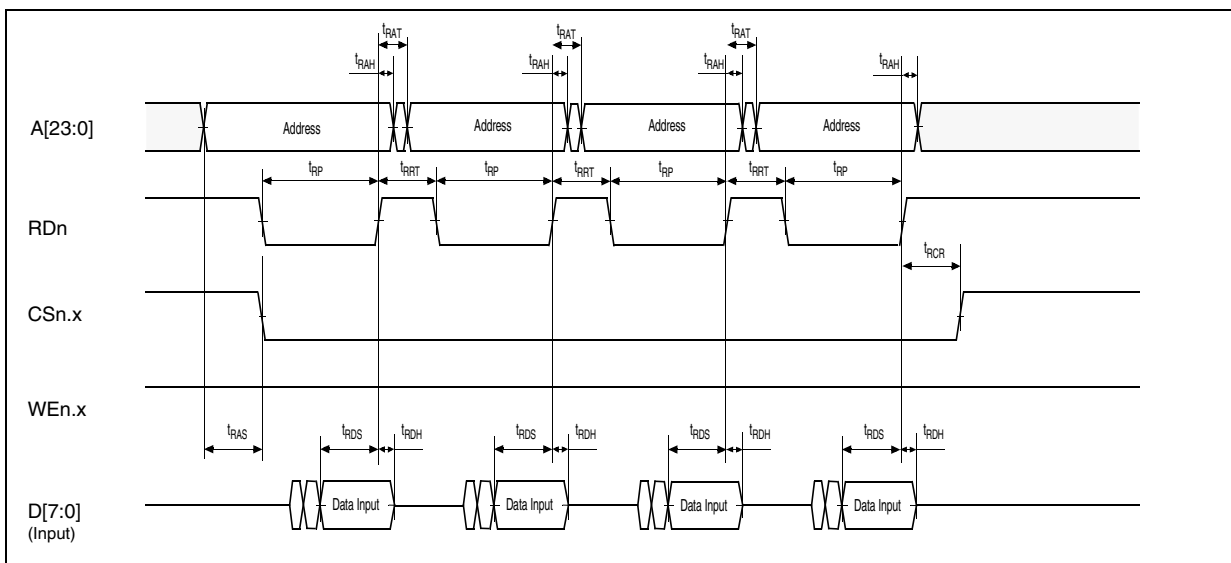 tRAT tRAT tRAT
tRAH tRAH tRAH tRAH
A[23:0] Address Address Address Address
tRP tRRT tRP tRRT tRP tRRT tRP
RDn
tRCR
CSn.x
WEn.x
tRAS tRDS tRDH tRDS tRDH tRDS tRDH tRDS tRDH
D[7:0] Data Input Data Input Data Input Data Input
(Input)